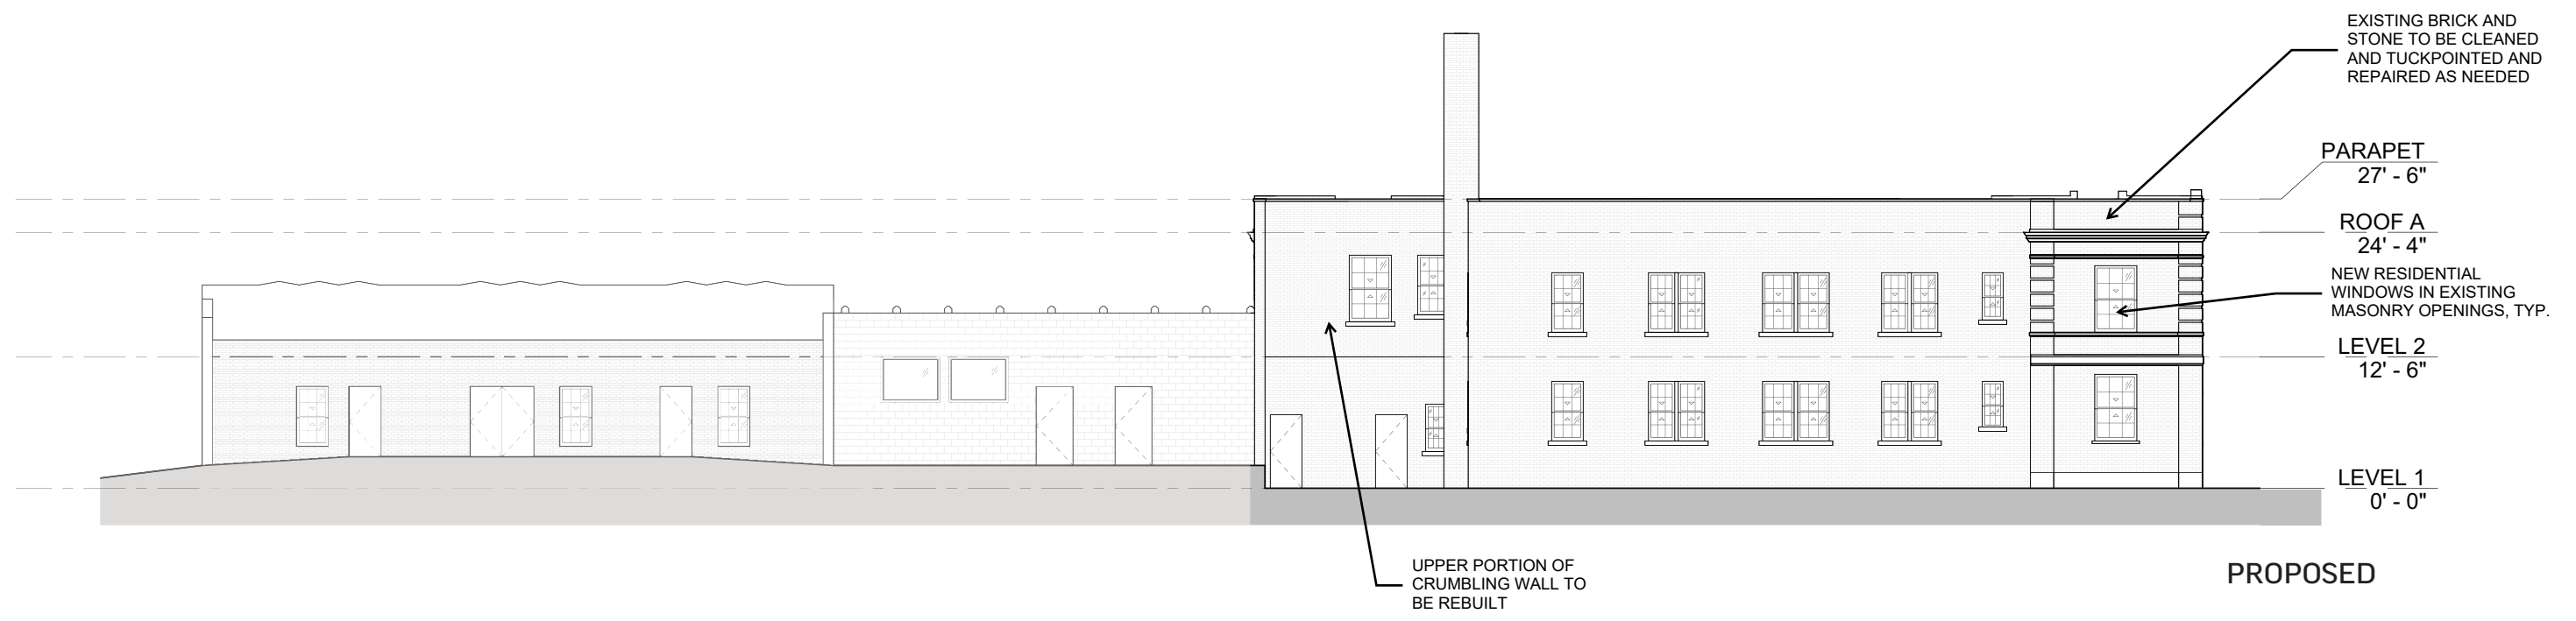 EXISTING BRICK AND
STONE TO BE CLEANED
AND TUCKPOINTED AND
REPAIRED AS NEEDED
PARAPET
27' - 6"
ROOF A
24' - 4"
NEW RESIDENTIAL
WINDOWS IN EXISTING
MASONRY OPENINGS, TYP.
LEVEL 2
12' - 6"
LEVEL 1
0' - 0"
UPPER PORTION OF
CRUMBLING WALL TO
BE REBUILT
PROPOSED